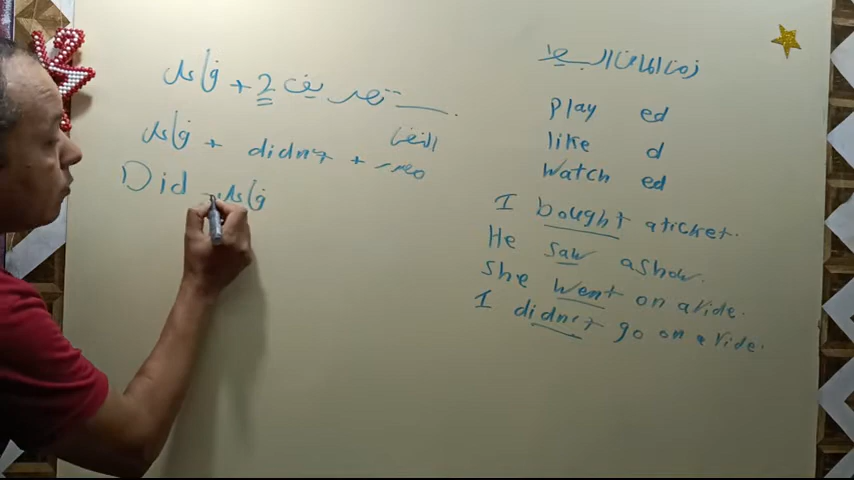 زمن الماضي البسيط
play ed
like d
watch ed
I bought a ticket.
He saw a show.
She went on a ride.
I didn't go on a ride.
فاعل + تصريف 2 + ــــــ .
النفي
فاعل + didn't + مصدر
Did فاعل